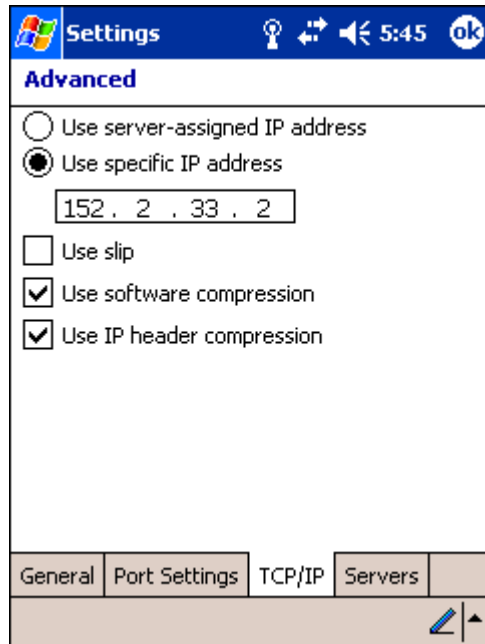 Settings 5:45 ok
Advanced
Use server-assigned IP address
Use specific IP address
152 . 2 . 33 . 2
Use slip
Use software compression
Use IP header compression
General Port Settings TCP/IP Servers